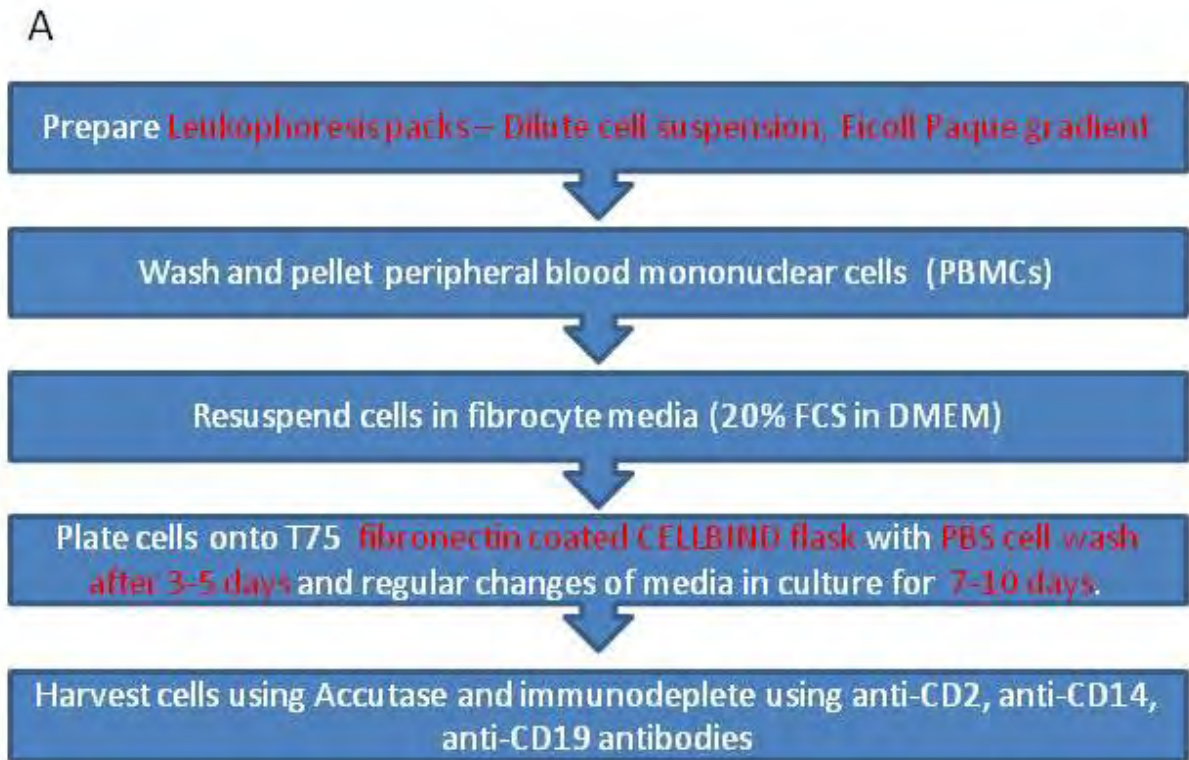 A
Prepare Leukophoresis packs – Dilute cell suspension, Ficoll Paque gradient
Wash and pellet peripheral blood mononuclear cells (PBMCs)
Resuspend cells in fibrocyte media (20% FCS in DMEM)
Plate cells onto T75 fibronectin coated CELLBIND flask with PBS cell wash
after 3-5 days and regular changes of media in culture for 7-10 days.
Harvest cells using Accutase and immunodeplete using anti-CD2, anti-CD14,
anti-CD19 antibodies